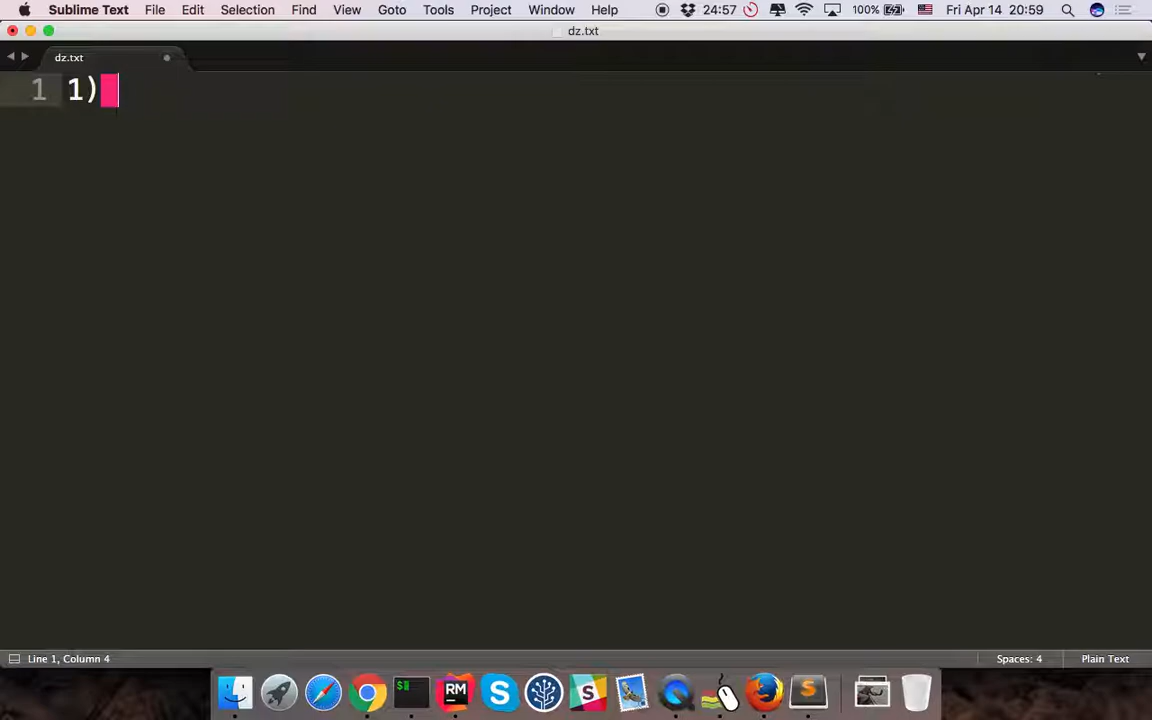 Sublime Text File Edit Selection Find View Goto Tools Project Window Help 24:57 100% Fri Apr 14 20:59
dz.txt
dz.txt
1 1)
Line 1, Column 4 Spaces: 4 Plain Text
$ RM S S